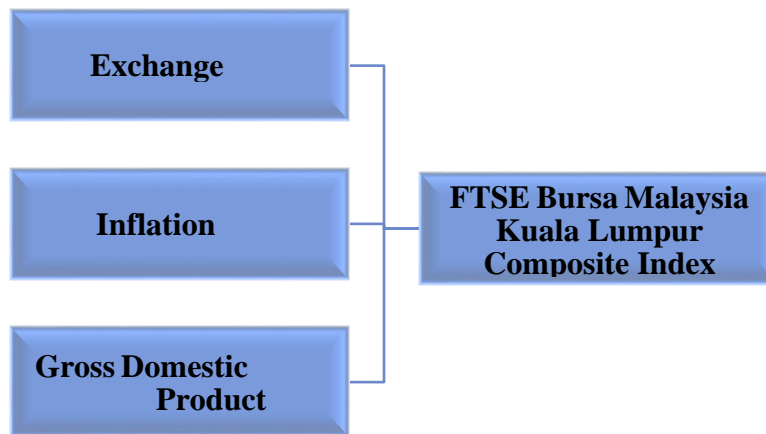 Exchange
Inflation
Gross Domestic
Product
FTSE Bursa Malaysia
Kuala Lumpur
Composite Index